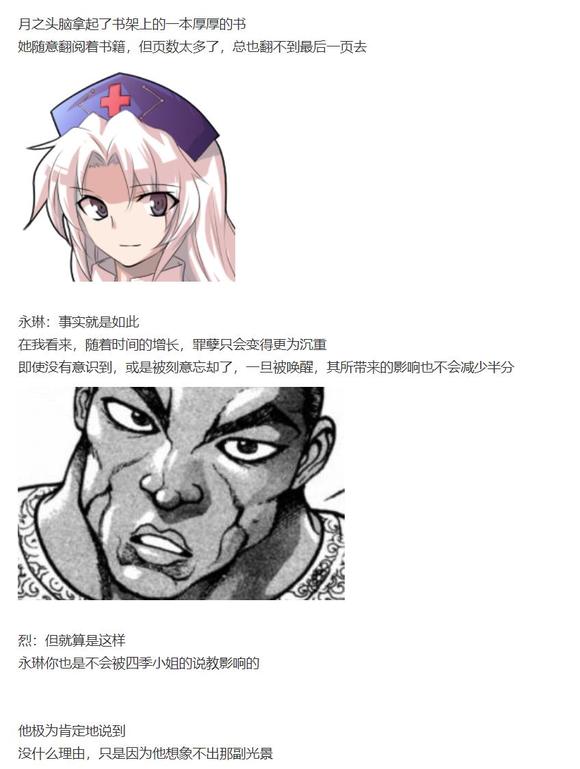 月之头脑拿起了书架上的一本厚厚的书
她随意翻阅着书籍，但页数太多了，总也翻不到最后一页去
永琳：事实就是如此
在我看来，随着时间的增长，罪孽只会变得更为沉重
即使没有意识到，或是被刻意忘却了，一旦被唤醒，其所带来的影响也不会减少半分
烈：但就算是这样
永琳你也是不会被四季小姐的说教影响的
他极为肯定地说到
没什么理由，只是因为他想象不出那副光景